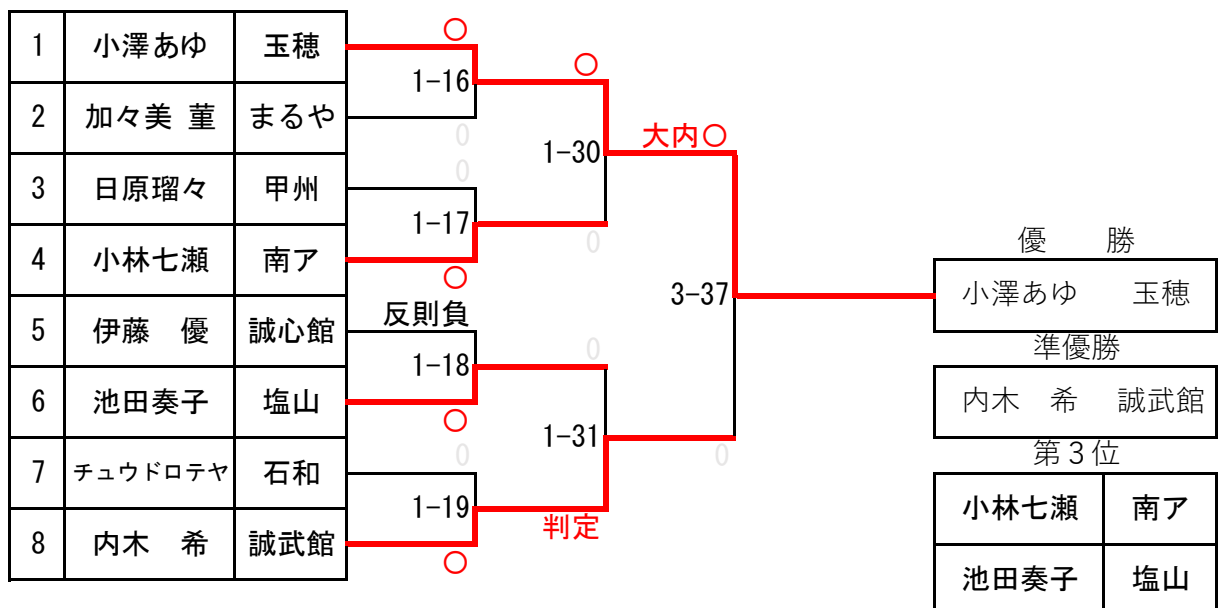 1 小澤あゆ 玉穂
2 加々美 菫 まるや
3 日原瑠々 甲州
4 小林七瀬 南ア
5 伊藤 優 誠心館
6 池田奏子 塩山
7 チュウドロテヤ 石和
8 内木 希 誠武館
〇
1-16
0
0
1-17
〇
反則負
1-18
〇
0
1-19
〇
〇
1-30
0
0
1-31
判定
大内〇
3-37
0
優 勝
小澤あゆ 玉穂
準優勝
内木 希 誠武館
第３位
小林七瀬 南ア
池田奏子 塩山